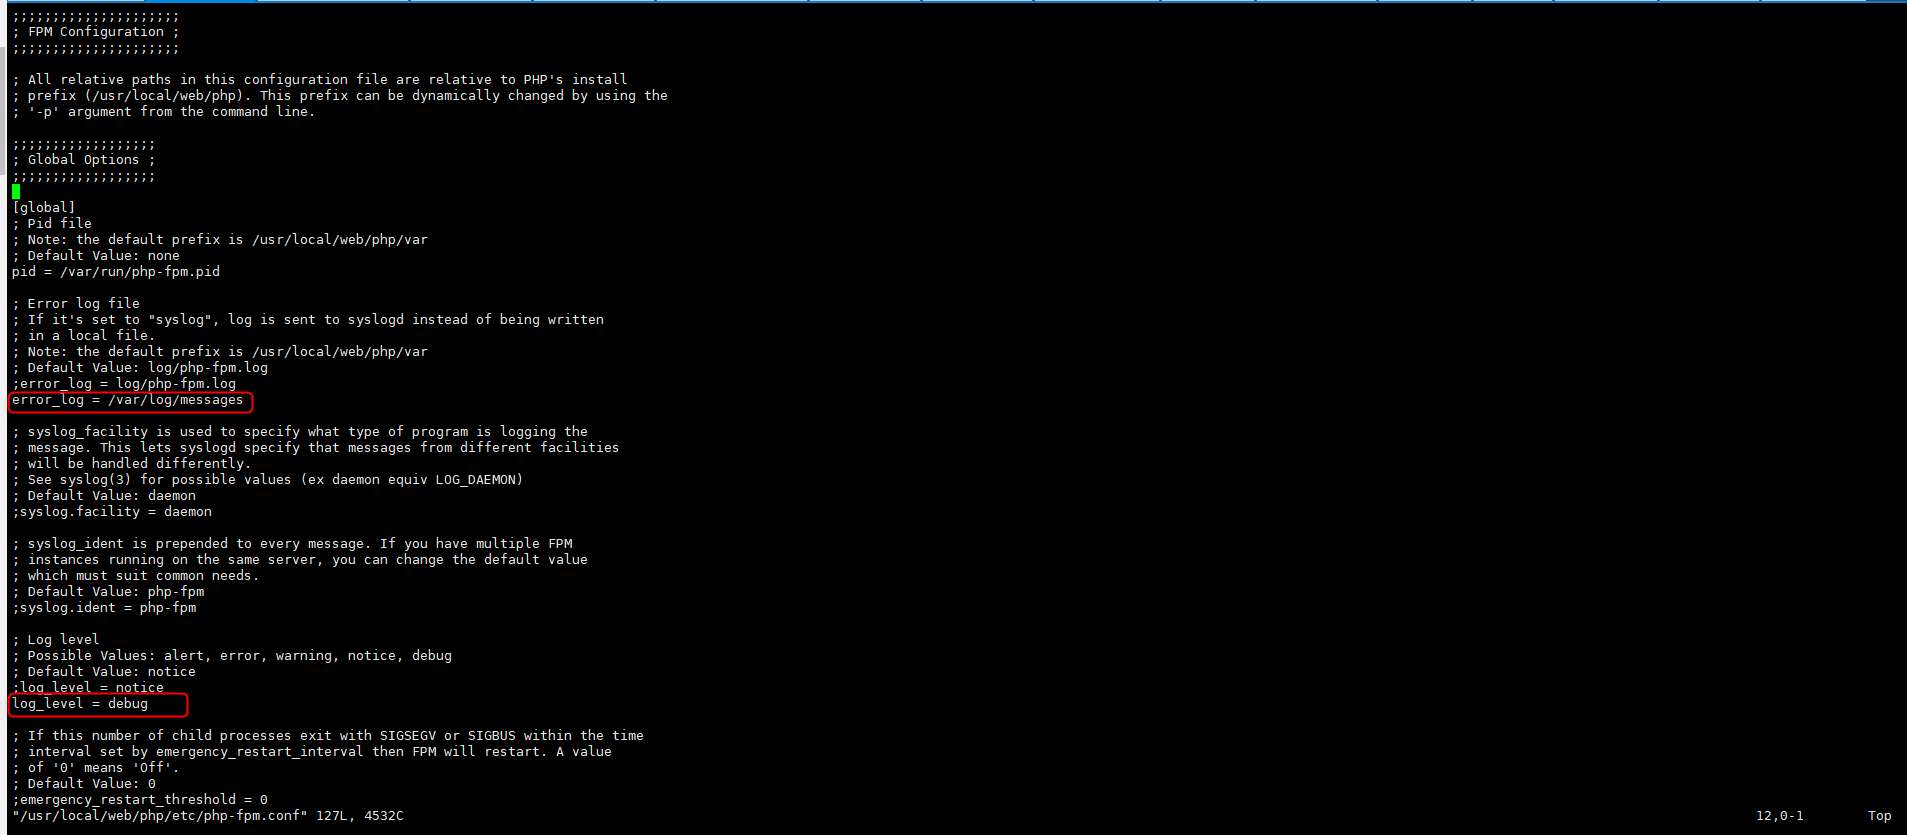 ;;;;;;;;;;;;;;;;;;;;;
; FPM Configuration ;
;;;;;;;;;;;;;;;;;;;;;
; All relative paths in this configuration file are relative to PHP's install
; prefix (/usr/local/web/php). This prefix can be dynamically changed by using the
; '-p' argument from the command line.
;;;;;;;;;;;;;;;;;;
; Global Options ;
;;;;;;;;;;;;;;;;;;
[global]
; Pid file
; Note: the default prefix is /usr/local/web/php/var
; Default Value: none
pid = /var/run/php-fpm.pid
; Error log file
; If it's set to "syslog", log is sent to syslogd instead of being written
; in a local file.
; Note: the default prefix is /usr/local/web/php/var
; Default Value: log/php-fpm.log
;error_log = log/php-fpm.log
error_log = /var/log/messages
; syslog_facility is used to specify what type of program is logging the
; message. This lets syslogd specify that messages from different facilities
; will be handled differently.
; See syslog(3) for possible values (ex daemon equiv LOG_DAEMON)
; Default Value: daemon
;syslog.facility = daemon
; syslog_ident is prepended to every message. If you have multiple FPM
; instances running on the same server, you can change the default value
; which must suit common needs.
; Default Value: php-fpm
;syslog.ident = php-fpm
; Log level
; Possible Values: alert, error, warning, notice, debug
; Default Value: notice
;log_level = notice
log_level = debug
; If this number of child processes exit with SIGSEGV or SIGBUS within the time
; interval set by emergency_restart_interval then FPM will restart. A value
; of '0' means 'Off'.
; Default Value: 0
;emergency_restart_threshold = 0
"/usr/local/web/php/etc/php-fpm.conf" 127L, 4532C 12,0-1 Top